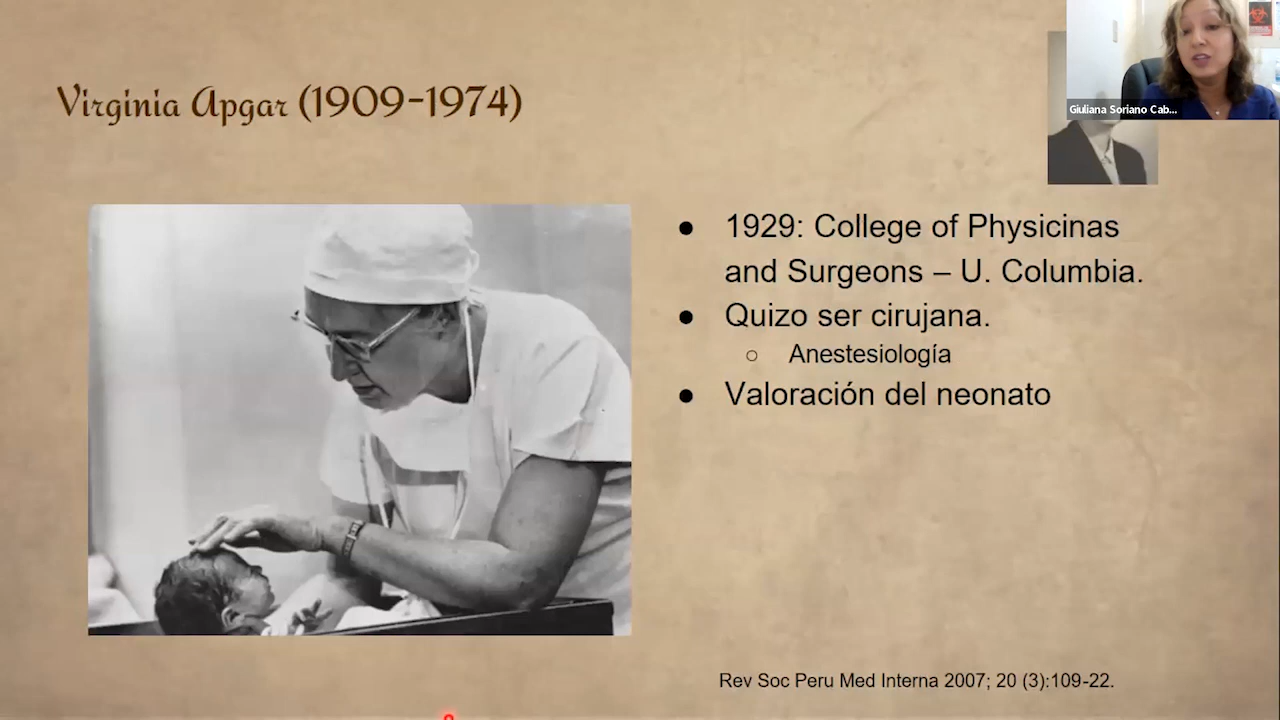 Giuliana Soriano Cab...
Virginia Apgar (1909-1974)
● 1929: College of Physicinas
and Surgeons – U. Columbia.
● Quizo ser cirujana.
○ Anestesiología
● Valoración del neonato
Rev Soc Peru Med Interna 2007; 20 (3):109-22.